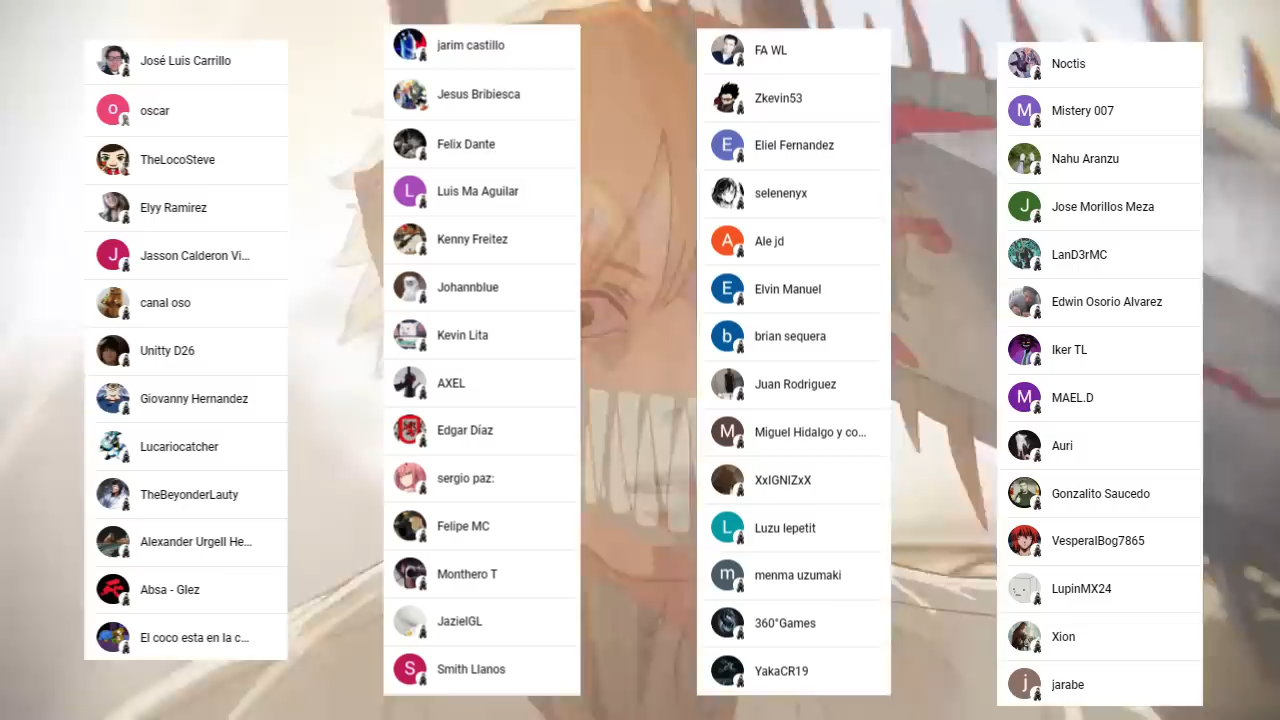 José Luis Carrillo
O
oscar
TheLocoSteve
Elyy Ramirez
J
Jasson Calderon Vi...
canal oso
Unitty D26
Giovanny Hernandez
Lucariocatcher
TheBeyonderLauty
Alexander Urgell He...
Absa - Glez
El coco esta en la c...
jarim castillo
Jesus Bribiesca
Felix Dante
L
Luis Ma Aguilar
Kenny Freitez
Johannblue
Kevin Lita
AXEL
Edgar Díaz
sergio paz:
Felipe MC
Monthero T
JazielGL
S
Smith Llanos
FA WL
Zkevin53
E
Eliel Fernandez
selenenyx
A
Ale jd
E
Elvin Manuel
b
brian sequera
Juan Rodriguez
M
Miguel Hidalgo y co...
XxIGNIZxX
L
Luzu lepetit
m
menma uzumaki
360°Games
YakaCR19
Noctis
M
Mistery 007
Nahu Aranzu
J
Jose Morillos Meza
LanD3rMC
Edwin Osorio Alvarez
Iker TL
M
MAEL.D
Auri
Gonzalito Saucedo
VesperalBog7865
LupinMX24
Xion
j
jarabe